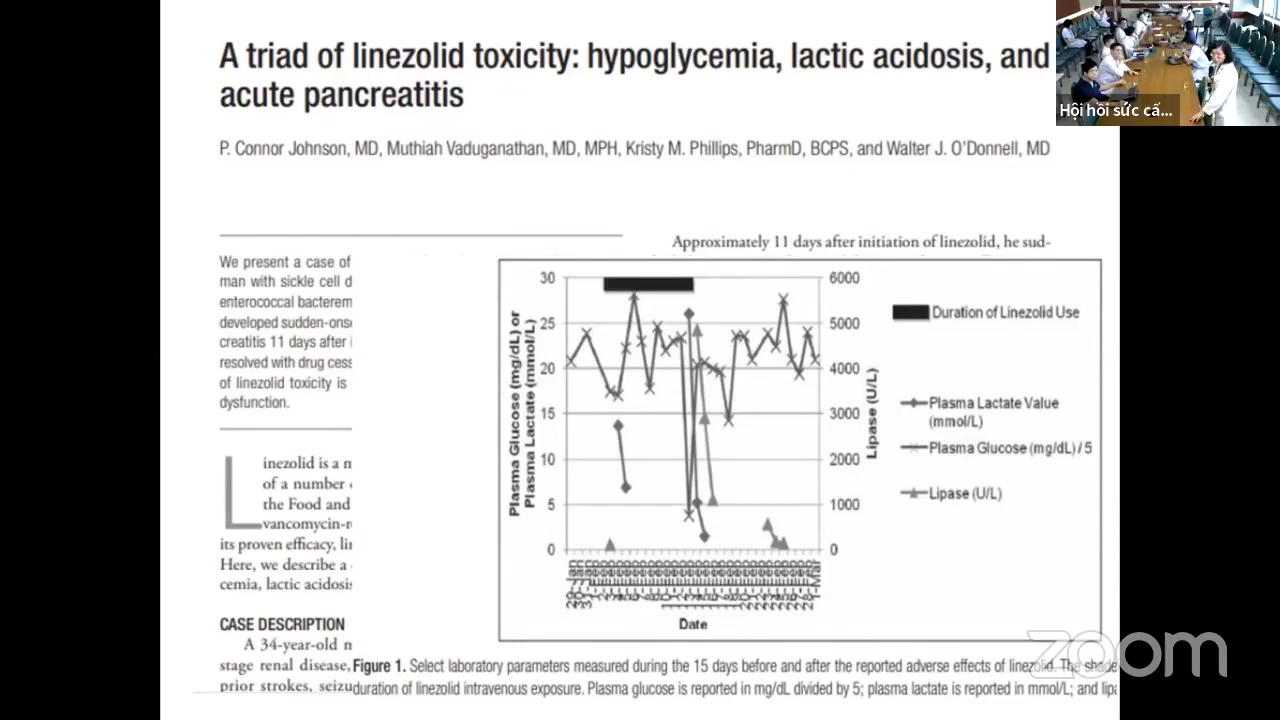 A triad of linezolid toxicity: hypoglycemia, lactic acidosis, and
acute pancreatitis
Hội hồi sức cấ...
P. Connor Johnson, MD, Muthiah Vaduganathan, MD, MPH, Kristy M. Phillips, PharmD, BCPS, and Walter J. O'Donnell, MD
We present a case of
man with sickle cell d
enterococcal bacterem
developed sudden-ons
creatitis 11 days after i
resolved with drug cess
of linezolid toxicity is
dysfunction.
Linezolid is a n
of a number
the Food and
vancomycin-r
its proven efficacy, lin
Here, we describe a
cemia, lactic acidosis
CASE DESCRIPTION
A 34-year-old m
stage renal disease,
prior strokes, seizu
Approximately 11 days after initiation of linezolid, he sud-
Plasma Glucose (mg/dL) or
Plasma Lactate (mmol/L)
30
25
20
15
10
5
0
6000
5000
4000
3000
2000
1000
0
Lipase (U/L)
Date
Duration of Linezolid Use
Plasma Lactate Value
(mmol/L)
Plasma Glucose (mg/dL) / 5
Lipase (U/L)
Figure 1. Select laboratory parameters measured during the 15 days before and after the reported adverse effects of linezolid. The shade
duration of linezolid intravenous exposure. Plasma glucose is reported in mg/dL divided by 5; plasma lactate is reported in mmol/L; and lipa
zoom